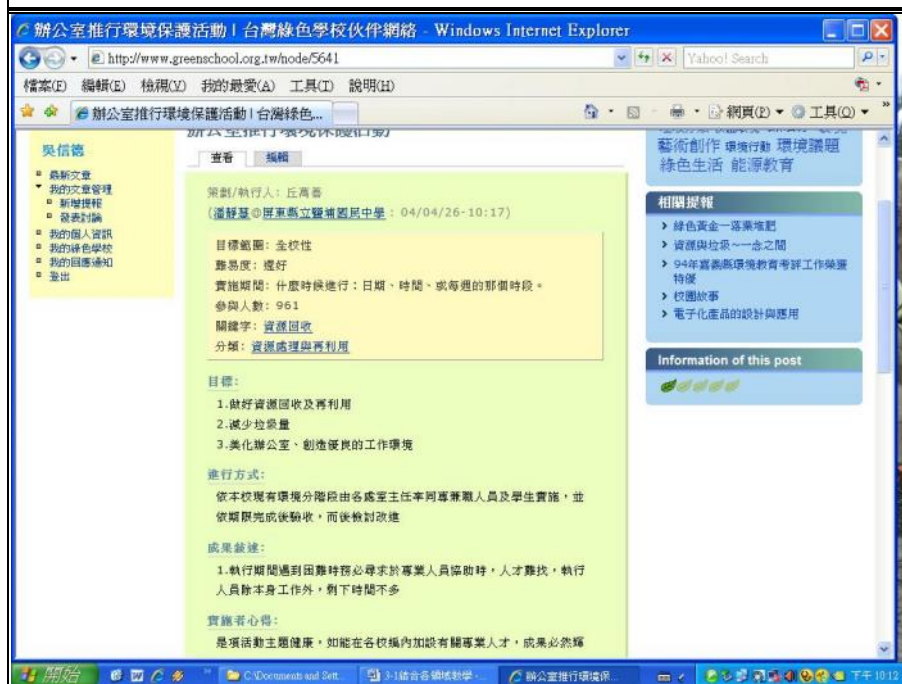 辦公室推行環境保護活動 | 台灣綠色學校伙伴網絡 - Windows Internet Explorer
http://www.greenschool.org.tw/node/5641
Yahoo! Search
檔案(F) 編輯(E) 檢視(V) 我的最愛(A) 工具(T) 說明(H)
辦公室推行環境保護活動 | 台灣綠色...
網頁(P) 工具(O)
吳信德
最新文章
我的文章管理
新增提報
發表討論
我的個人資訊
我的綠色學校
我的回應通知
登出
辦公室推行環境保護活動
查看 編輯
策劃/執行人: 丘萬喜
(潘靜慧@屏東縣立鹽埔國民中學 : 04/04/26-10:17)
目標範圍: 全校性
難易度: 還好
實施期間: 什麼時候進行：日期、時間、或每週的那個時段。
參與人數: 961
關鍵字: 資源回收
分類: 資源處理與再利用
目標:
1.做好資源回收及再利用
2.減少垃圾量
3.美化辦公室、創造優良的工作環境
進行方式:
依本校現有環境分階段由各處室主任率同專兼職人員及學生實施，並
依期限完成後驗收，而後檢討改進
成果敘述:
1.執行期間遇到困難時務必尋求於專業人員協助時，人才難找，執行
人員除本身工作外，剩下時間不多
實施者心得:
是項活動主題健康，如能在各校編內加設有關專業人才，成果必然輝
藝術創作 環境行動 環境議題
綠色生活 能源教育
相關提報
綠色黃金－落葉堆肥
資源與垃圾~一念之間
94年嘉義縣環境教育考評工作榮獲
特優
校園故事
電子化產品的設計與應用
Information of this post
開始
C:\Documents and Sett...
3-1結合各領域教學 -...
辦公室推行環境保...
下午 10:12